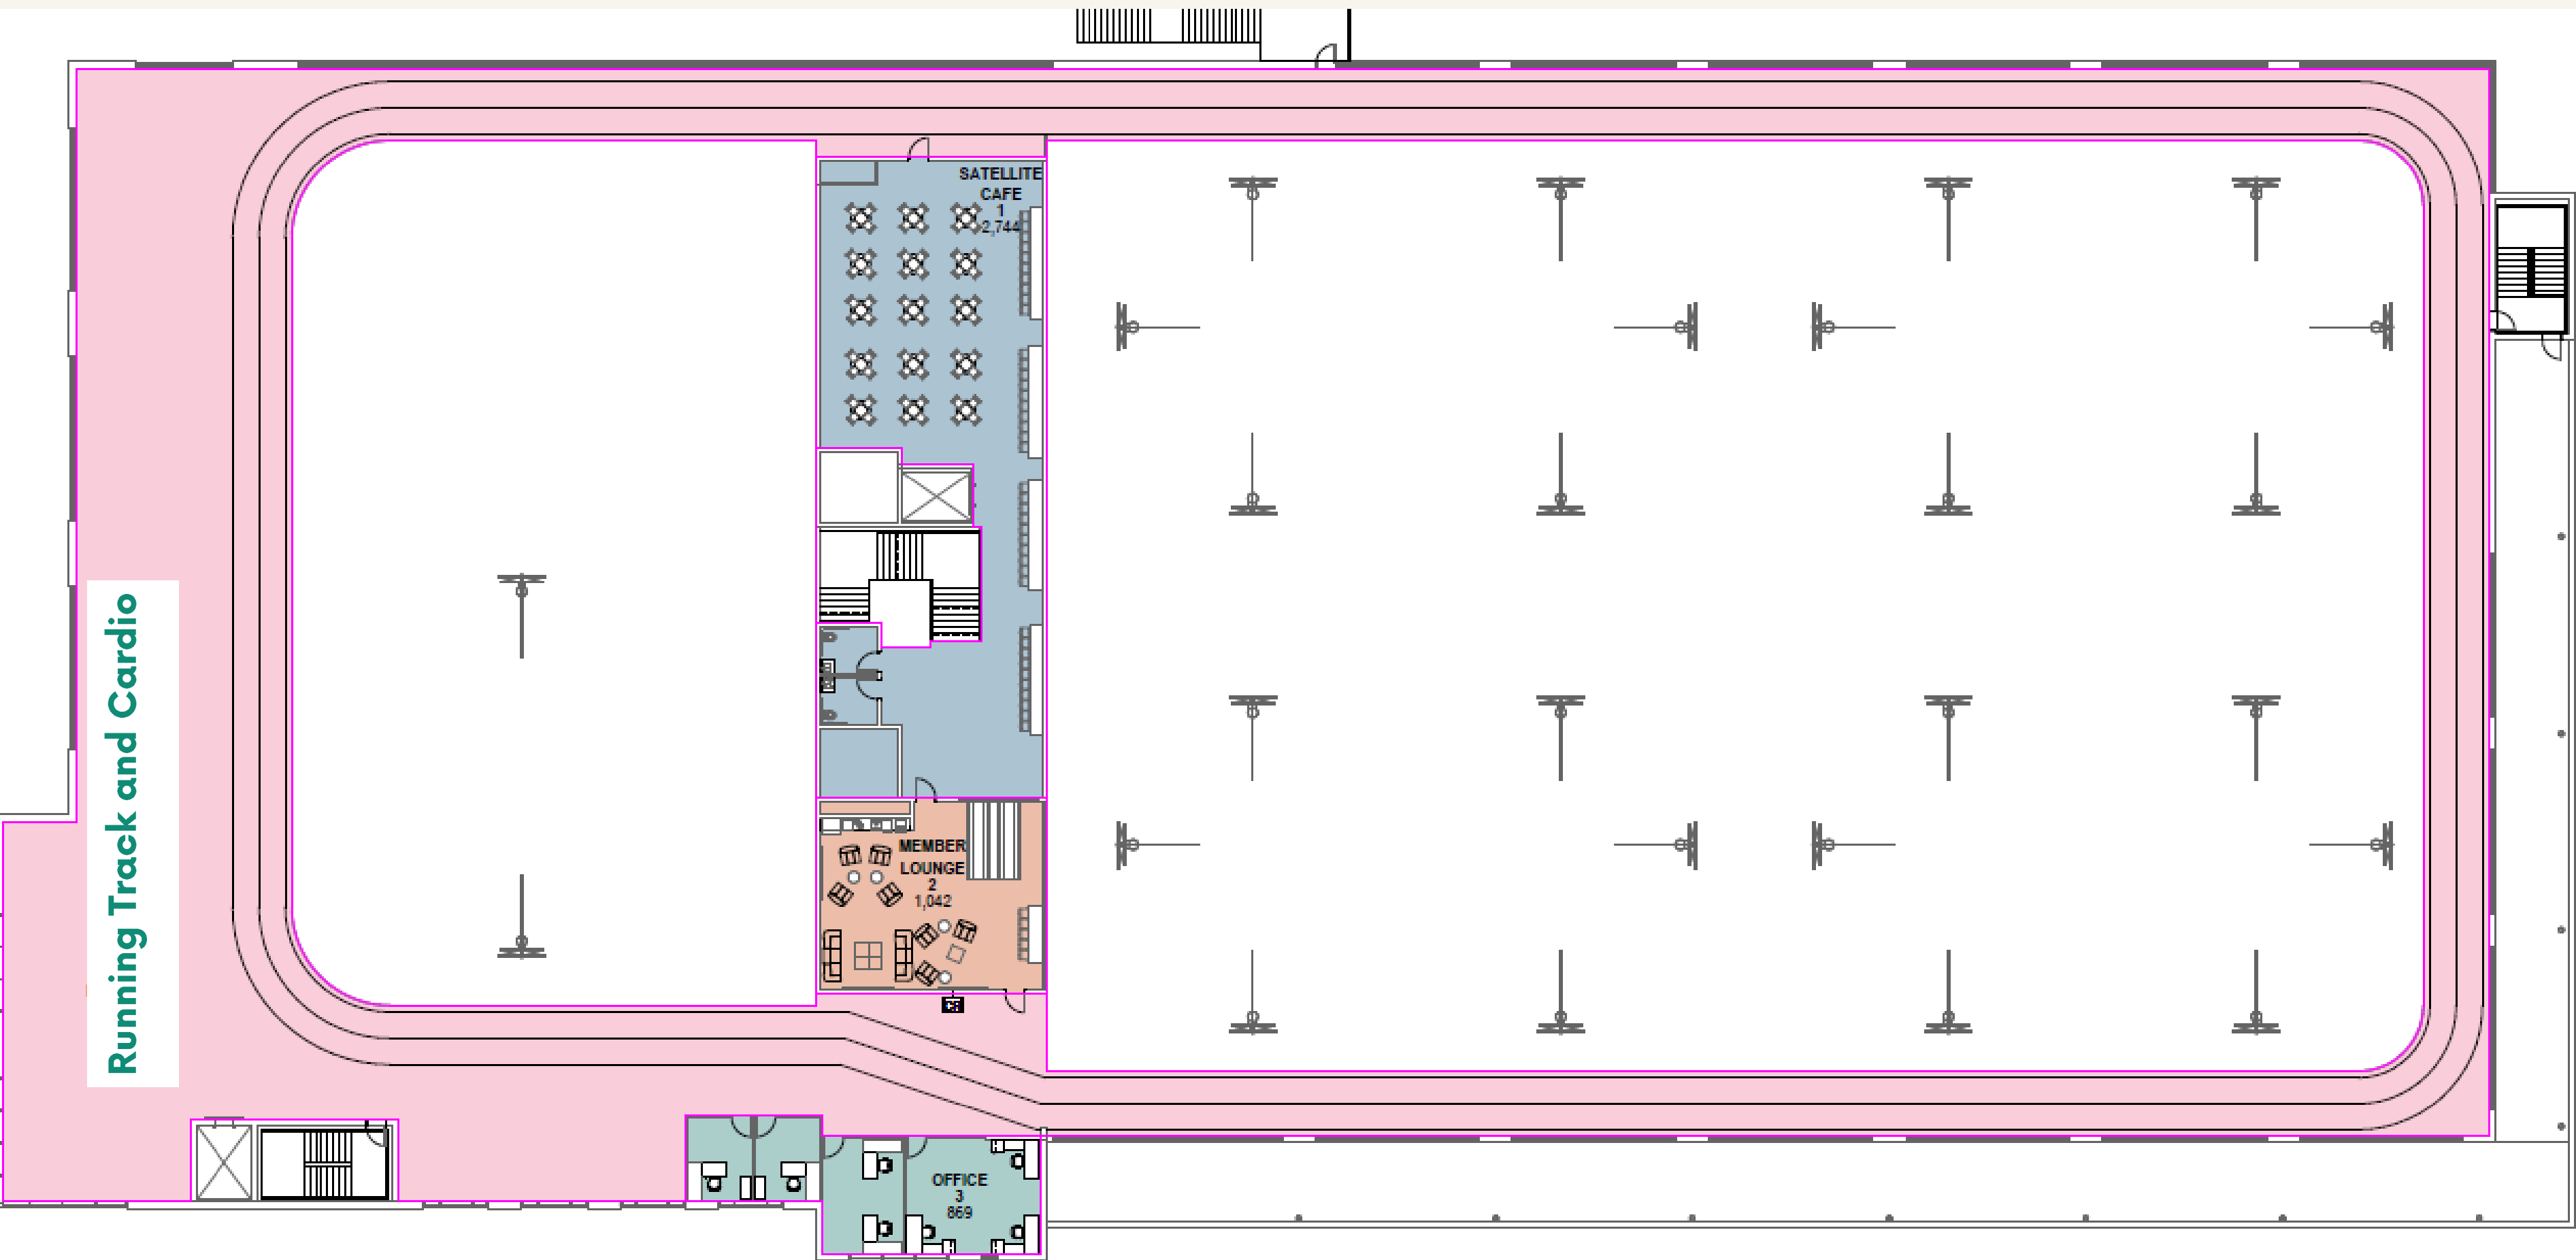 SATELLITE
CAFE
1
2,744
Running Track and Cardio
MEMBER
LOUNGE
2
1,042
OFFICE
3
869